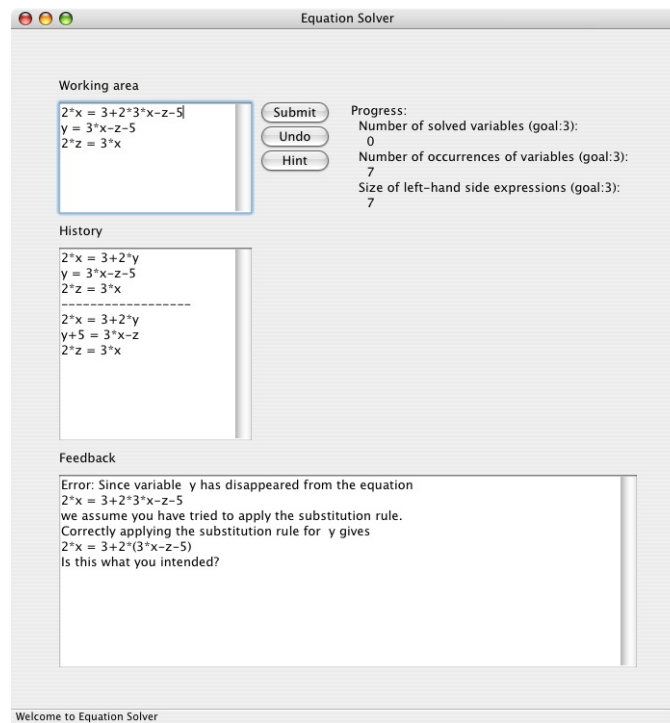 Equation Solver
Working area
2*x = 3+2*3*x-z-5
y = 3*x-z-5
2*z = 3*x
Submit
Undo
Hint
Progress:
Number of solved variables (goal:3):
0
Number of occurrences of variables (goal:3):
7
Size of left-hand side expressions (goal:3):
7
History
2*x = 3+2*y
y = 3*x-z-5
2*z = 3*x
-------------------
2*x = 3+2*y
y+5 = 3*x-z
2*z = 3*x
Feedback
Error: Since variable  y has disappeared from the equation
2*x = 3+2*3*x-z-5
we assume you have tried to apply the substitution rule.
Correctly applying the substitution rule for  y gives
2*x = 3+2*(3*x-z-5)
Is this what you intended?
Welcome to Equation Solver